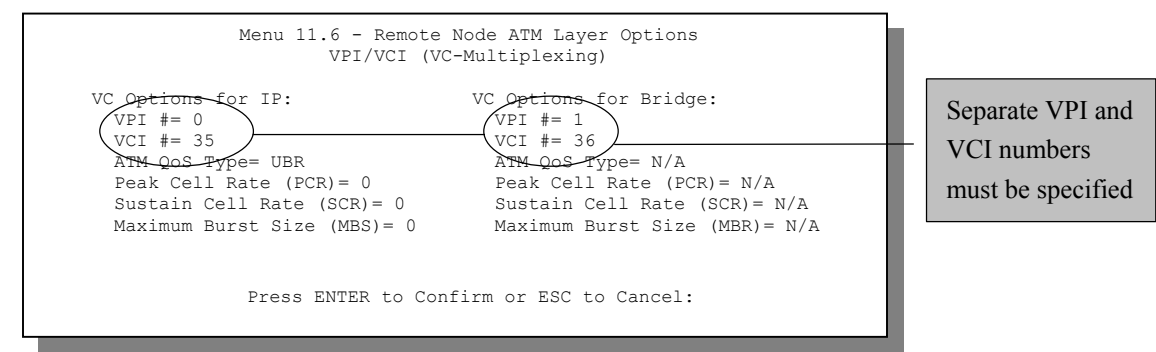 Menu 11.6 - Remote Node ATM Layer Options
VPI/VCI (VC-Multiplexing)
VC Options for IP: VC Options for Bridge:
VPI #= 0 VPI #= 1
VCI #= 35 VCI #= 36
ATM QoS Type= UBR ATM QoS Type= N/A
Peak Cell Rate (PCR)= 0 Peak Cell Rate (PCR)= N/A
Sustain Cell Rate (SCR)= 0 Sustain Cell Rate (SCR)= N/A
Maximum Burst Size (MBS)= 0 Maximum Burst Size (MBR)= N/A
Press ENTER to Confirm or ESC to Cancel:
Separate VPI and
VCI numbers
must be specified